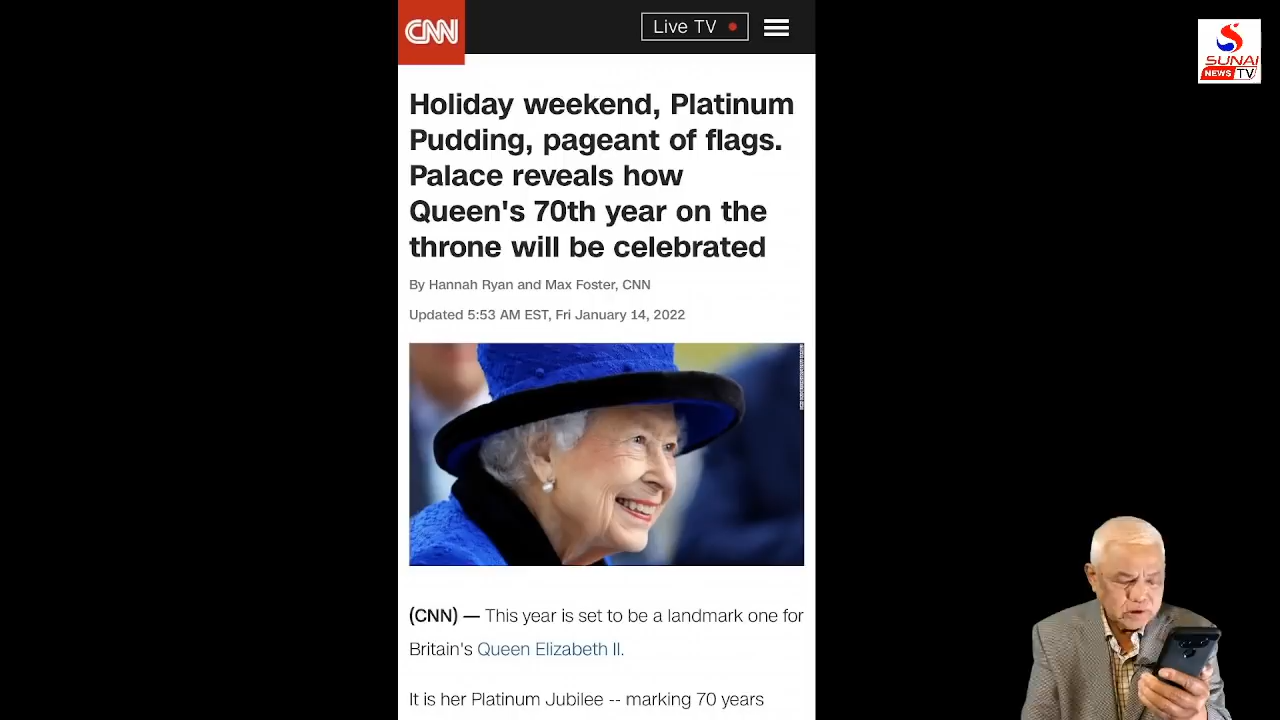 CNN
Live TV
SUNAI
NEWS TV
Holiday weekend, Platinum
Pudding, pageant of flags.
Palace reveals how
Queen's 70th year on the
throne will be celebrated
By Hannah Ryan and Max Foster, CNN
Updated 5:53 AM EST, Fri January 14, 2022
(CNN) — This year is set to be a landmark one for
Britain's Queen Elizabeth II.
It is her Platinum Jubilee -- marking 70 years